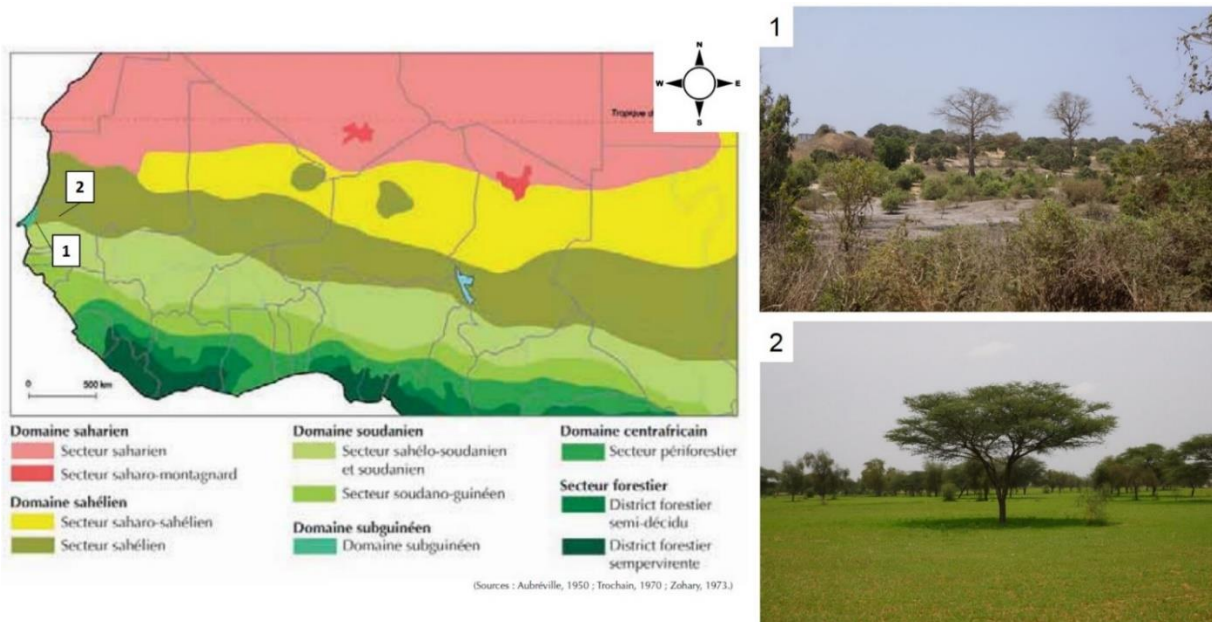 1
N
W
E
S
Tropique d
2
1
0
500 km
Domaine saharien
Secteur saharien
Secteur saharo-montagnard
Domaine sahélien
Secteur saharo-sahélien
Secteur sahélien
Domaine soudanien
Secteur sahélo-soudanien
et soudanien
Secteur soudano-guinéen
Domaine subguinéen
Domaine subguinéen
Domaine centrafricain
Secteur périforestier
Secteur forestier
District forestier
semi-décidu
District forestier
sempervirente
(Sources : Aubréville, 1950 ; Trochain, 1970 ; Zohary, 1973.)
2